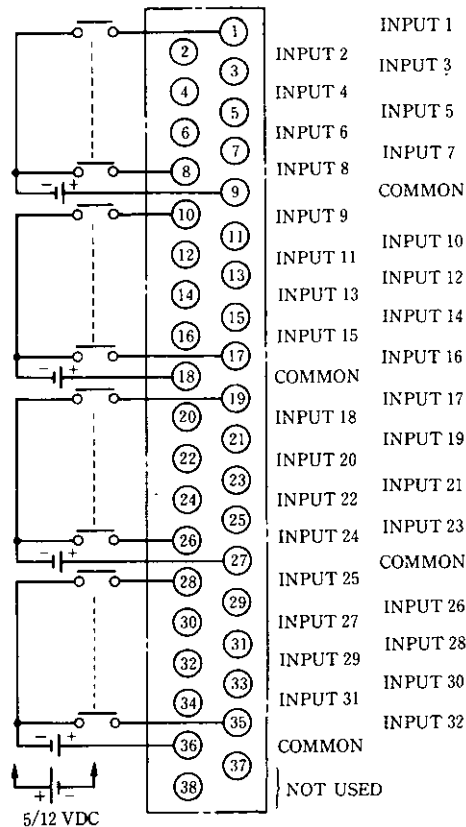 1 INPUT 1
2 INPUT 2
3 INPUT 3
4 INPUT 4
5 INPUT 5
6 INPUT 6
7 INPUT 7
8 INPUT 8
- + 9 COMMON
10 INPUT 9
11 INPUT 10
12 INPUT 11
13 INPUT 12
14 INPUT 13
15 INPUT 14
16 INPUT 15
17 INPUT 16
- + 18 COMMON
19 INPUT 17
20 INPUT 18
21 INPUT 19
22 INPUT 20
23 INPUT 21
24 INPUT 22
25 INPUT 23
26 INPUT 24
- + 27 COMMON
28 INPUT 25
29 INPUT 26
30 INPUT 27
31 INPUT 28
32 INPUT 29
33 INPUT 30
34 INPUT 31
35 INPUT 32
- + 36 COMMON
37
38 NOT USED
+ -
5/12 VDC